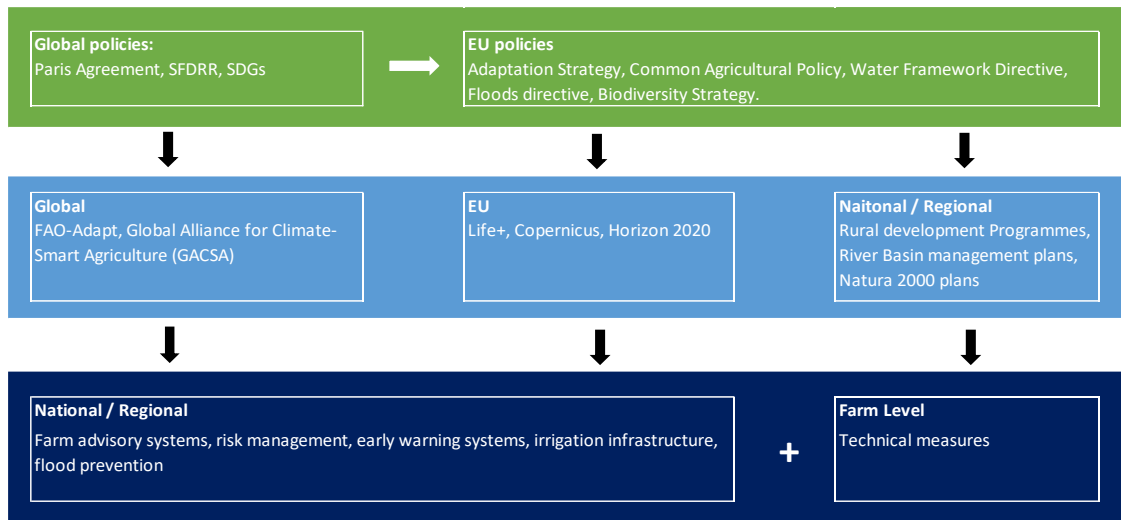 Global policies:
Paris Agreement, SFDRR, SDGs
EU policies
Adaptation Strategy, Common Agricultural Policy, Water Framework Directive,
Floods directive, Biodiversity Strategy.
Global
FAO-Adapt, Global Alliance for Climate-
Smart Agriculture (GACSA)
EU
Life+, Copernicus, Horizon 2020
Naitonal / Regional
Rural development Programmes,
River Basin management plans,
Natura 2000 plans
National / Regional
Farm advisory systems, risk management, early warning systems, irrigation infrastructure,
flood prevention
+
Farm Level
Technical measures